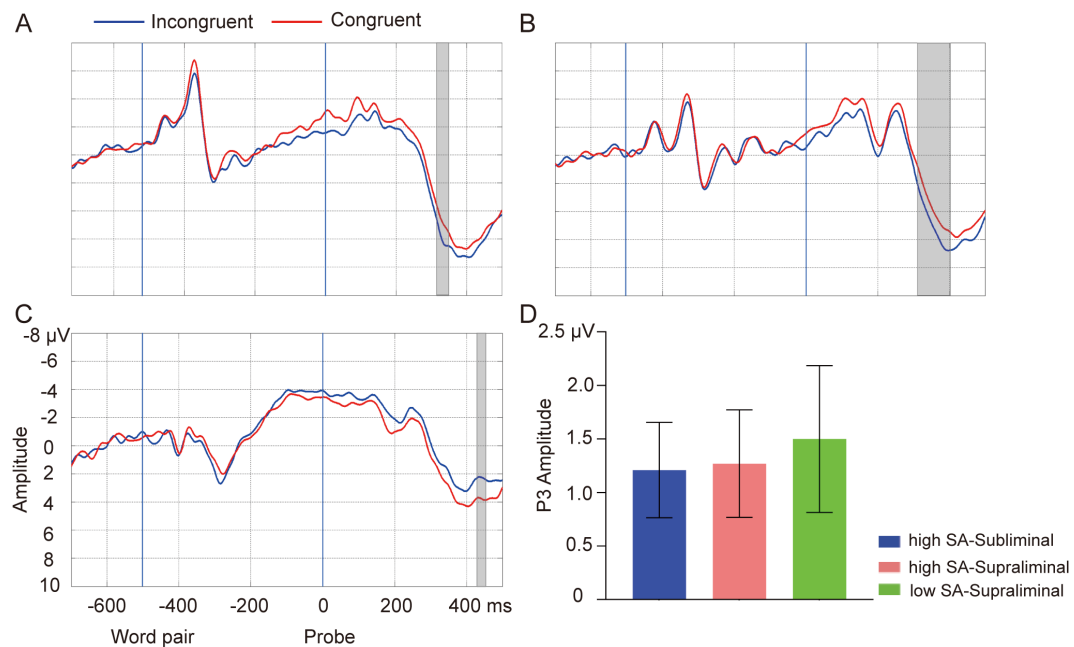 A
Incongruent
Congruent
B
C
-8 μV
-6
-4
-2
0
2
4
6
8
10
Amplitude
-600
-400
-200
0
200
400 ms
Word pair
Probe
D
2.5 μV
2.0
1.5
1.0
0.5
0
P3 Amplitude
high SA-Subliminal
high SA-Supraliminal
low SA-Supraliminal